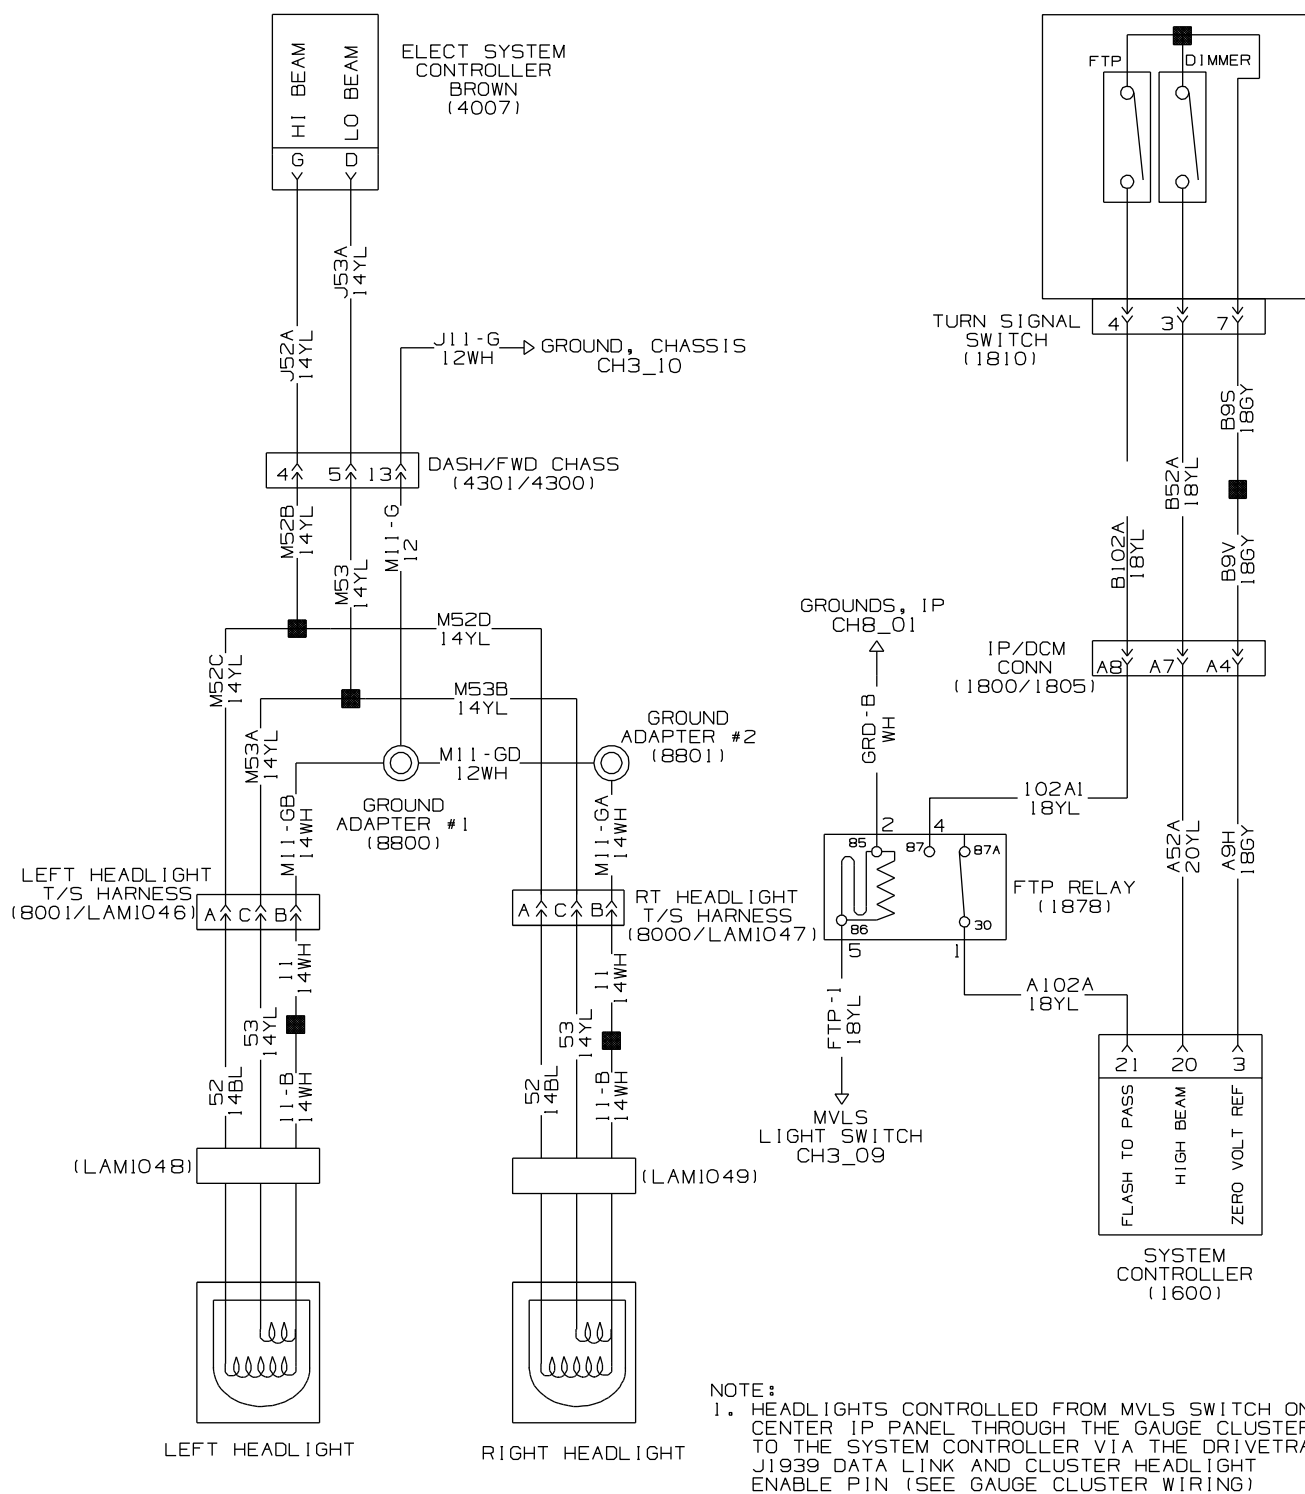 HI BEAM
LO BEAM
G
D
ELECT SYSTEM
CONTROLLER
BROWN
(4007)
J52A
14YL
J53A
14YL
J11-G
12WH
GROUND, CHASSIS
CH3_10
4
5
13
DASH/FWD CHASS
(4301/4300)
M52B
14YL
M53
14YL
M11-G
12
M52D
14YL
M52C
14YL
M53B
14YL
M53A
14YL
M11-GD
12WH
GROUND
ADAPTER #2
(8801)
GROUND
ADAPTER #1
(8800)
M11-GB
14WH
M11-GA
14WH
LEFT HEADLIGHT
T/S HARNESS
(8001/LAM1046)
A
C
B
A
C
B
RT HEADLIGHT
T/S HARNESS
(8000/LAM1047)
11
14WH
53
14YL
52
14BL
11-B
14WH
11
14WH
53
14YL
52
14BL
11-B
14WH
(LAM1048)
(LAM1049)
LEFT HEADLIGHT
RIGHT HEADLIGHT
FTP
DIMMER
TURN SIGNAL
SWITCH
(1810)
4
3
7
B9S
18GY
B52A
18YL
B102A
18YL
B9V
18GY
IP/DCM
CONN
(1800/1805)
A8
A7
A4
GROUNDS, IP
CH8_01
GRD-B
WH
102A1
18YL
2
4
85
87
87A
86
30
5
1
FTP RELAY
(1878)
A52A
20YL
A9H
18GY
A102A
18YL
FTP-1
18YL
MVLS
LIGHT SWITCH
CH3_09
21
20
3
FLASH TO PASS
HIGH BEAM
ZERO VOLT REF
SYSTEM
CONTROLLER
(1600)
NOTE:
1. HEADLIGHTS CONTROLLED FROM MVLS SWITCH ON
CENTER IP PANEL THROUGH THE GAUGE CLUSTER
TO THE SYSTEM CONTROLLER VIA THE DRIVETRA
J1939 DATA LINK AND CLUSTER HEADLIGHT
ENABLE PIN (SEE GAUGE CLUSTER WIRING)